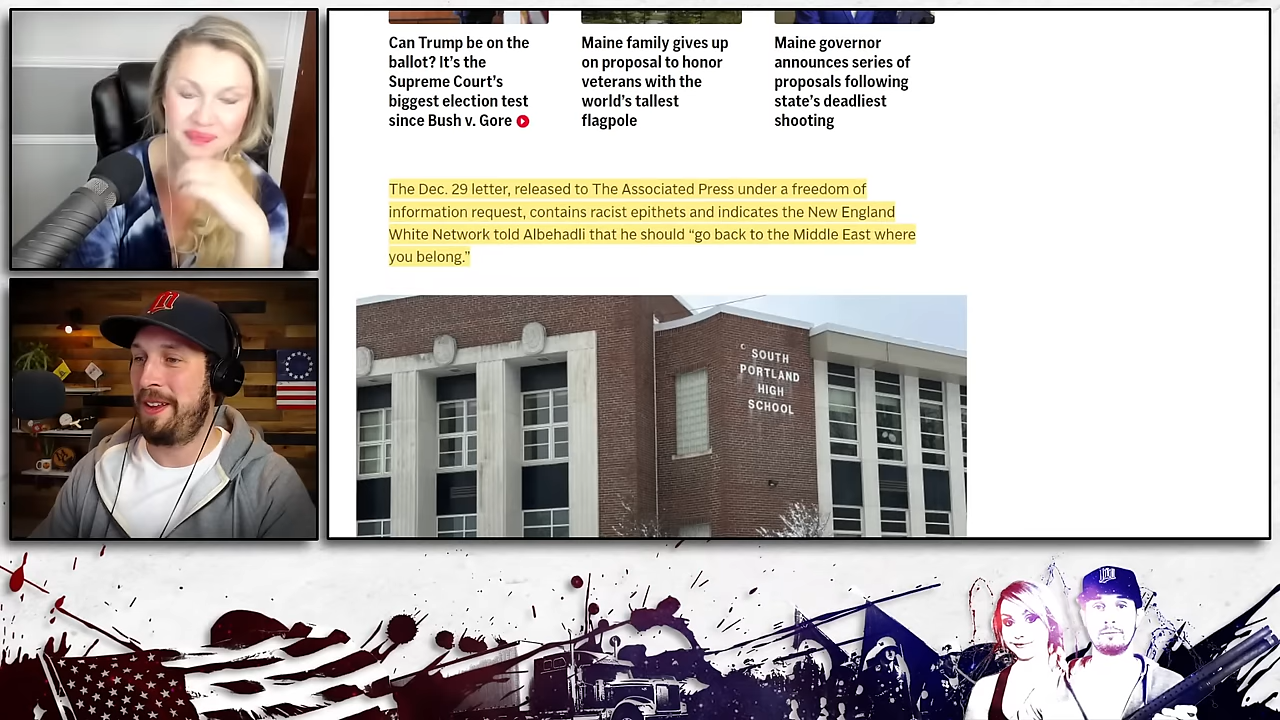 Can Trump be on the
ballot? It's the
Supreme Court's
biggest election test
since Bush v. Gore
Maine family gives up
on proposal to honor
veterans with the
world's tallest
flagpole
Maine governor
announces series of
proposals following
state's deadliest
shooting
The Dec. 29 letter, released to The Associated Press under a freedom of
information request, contains racist epithets and indicates the New England
White Network told Albehadli that he should “go back to the Middle East where
you belong.”
SOUTH
PORTLAND
HIGH
SCHOOL